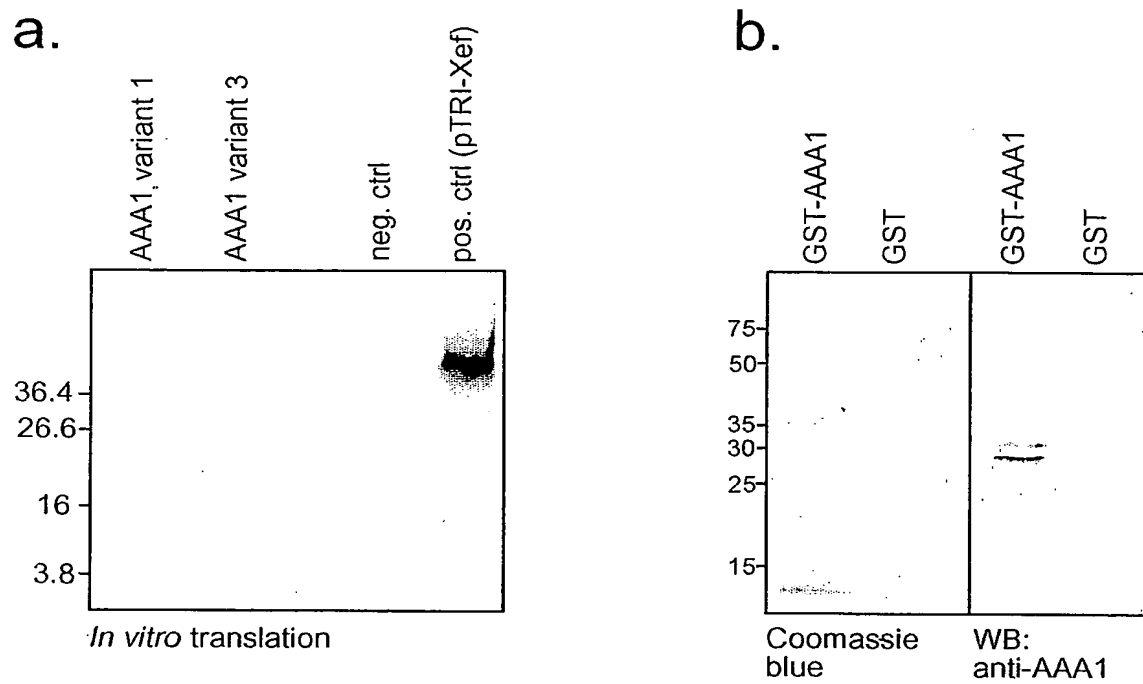 a.
AAA1 variant 1
AAA1 variant 3
neg. ctrl
pos. ctrl (pTRI-Xef)
36.4
26.6
16
3.8
In vitro translation
b.
GST-AAA1
GST
GST-AAA1
GST
75
50
35
30
25
15
Coomassie
blue
WB:
anti-AAA1